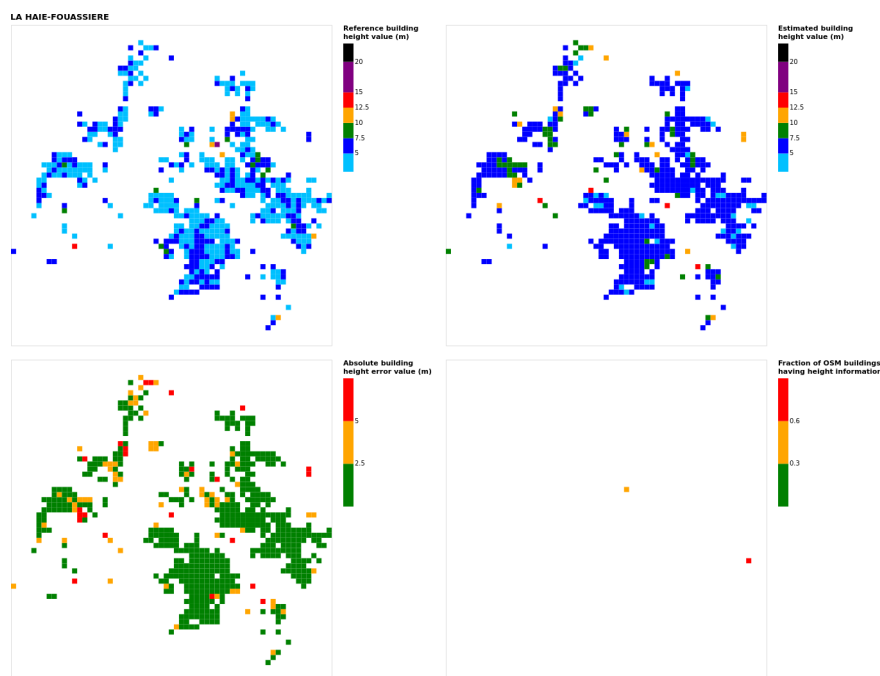 LA HAIE-FOUASSIERE
Reference building
height value (m)
20
15
12.5
10
7.5
5
Estimated building
height value (m)
20
15
12.5
10
7.5
5
Absolute building
height error value (m)
5
2.5
Fraction of OSM buildings
having height information
0.6
0.3